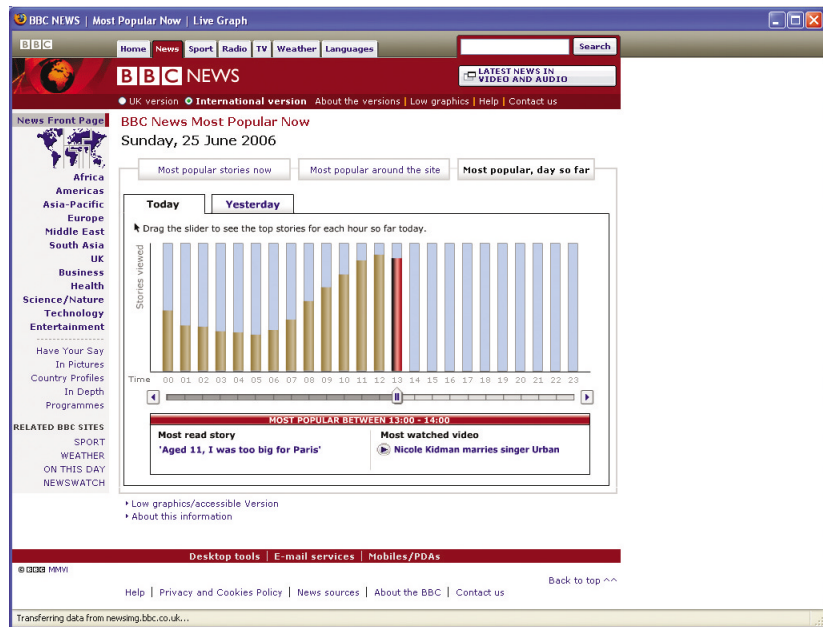 BBC NEWS | Most Popular Now | Live Graph
BBC
Home News Sport Radio TV Weather Languages Search
BBC NEWS
LATEST NEWS IN
VIDEO AND AUDIO
UK version International version About the versions | Low graphics | Help | Contact us
News Front Page
Africa
Americas
Asia-Pacific
Europe
Middle East
South Asia
UK
Business
Health
Science/Nature
Technology
Entertainment
Have Your Say
In Pictures
Country Profiles
In Depth
Programmes
RELATED BBC SITES
SPORT
WEATHER
ON THIS DAY
NEWSWATCH
BBC News Most Popular Now
Sunday, 25 June 2006
Most popular stories now Most popular around the site Most popular, day so far
Today Yesterday
Drag the slider to see the top stories for each hour so far today.
Stories viewed
Time 00 01 02 03 04 05 06 07 08 09 10 11 12 13 14 15 16 17 18 19 20 21 22 23
MOST POPULAR BETWEEN 13:00 - 14:00
Most read story
'Aged 11, I was too big for Paris'
Most watched video
Nicole Kidman marries singer Urban
Low graphics/accessible Version
About this information
Desktop tools | E-mail services | Mobiles/PDAs
© BBC MMVI
Back to top ^^
Help | Privacy and Cookies Policy | News sources | About the BBC | Contact us
Transferring data from newsimg.bbc.co.uk...